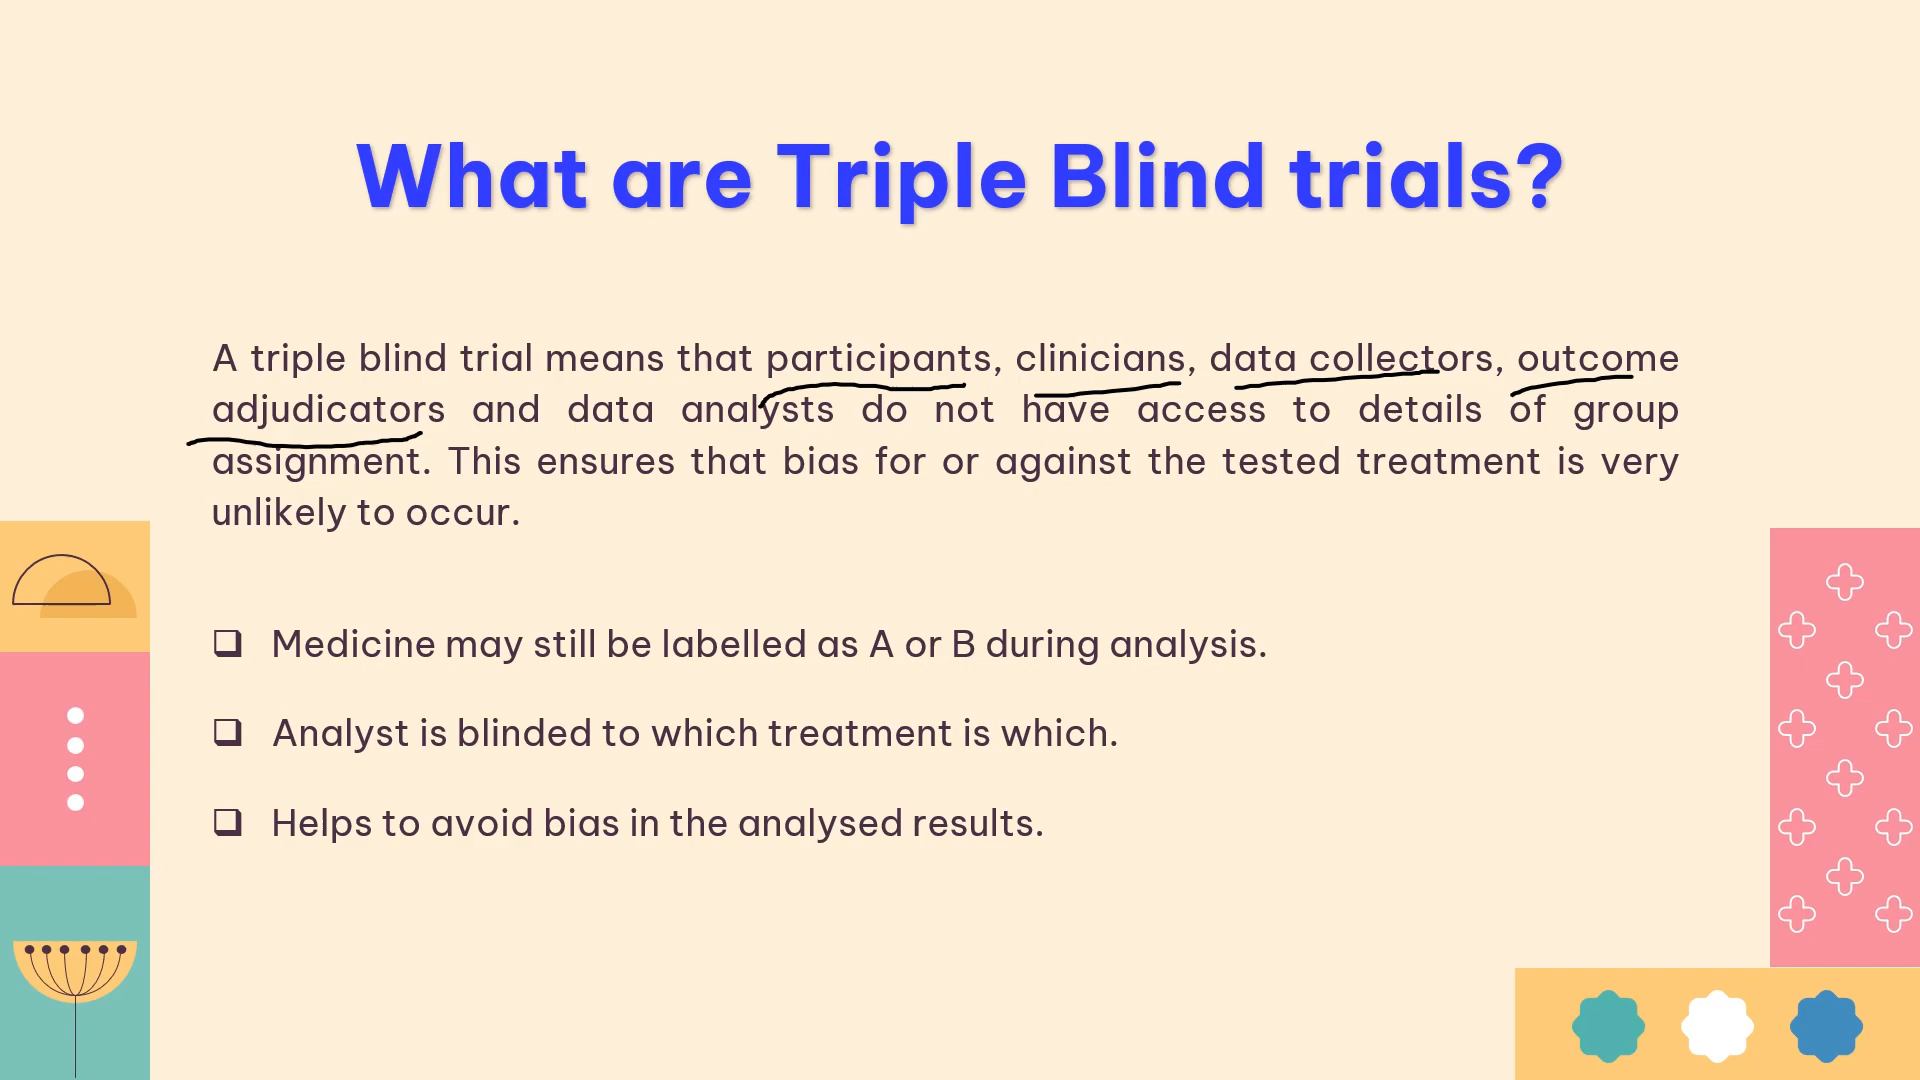 What are Triple Blind trials?
A triple blind trial means that participants, clinicians, data collectors, outcome
adjudicators and data analysts do not have access to details of group
assignment. This ensures that bias for or against the tested treatment is very
unlikely to occur.
❑ Medicine may still be labelled as A or B during analysis.
❑ Analyst is blinded to which treatment is which.
❑ Helps to avoid bias in the analysed results.